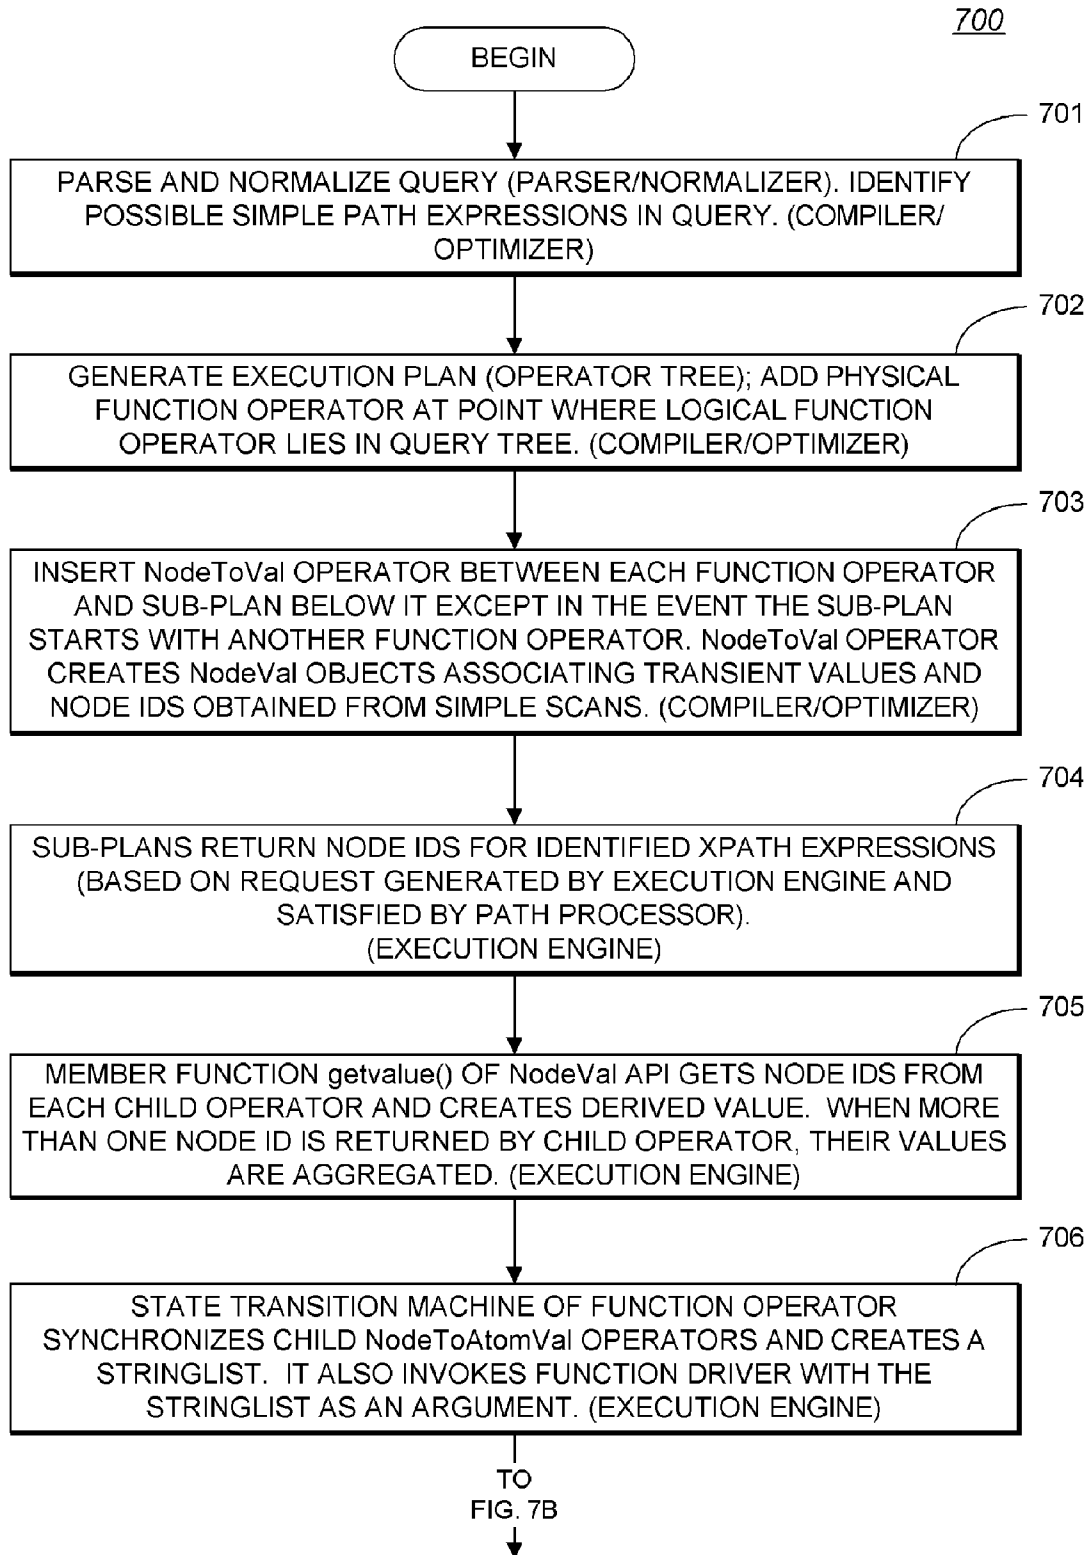 700
BEGIN
701
PARSE AND NORMALIZE QUERY (PARSER/NORMALIZER). IDENTIFY
POSSIBLE SIMPLE PATH EXPRESSIONS IN QUERY. (COMPILER/
OPTIMIZER)
702
GENERATE EXECUTION PLAN (OPERATOR TREE); ADD PHYSICAL
FUNCTION OPERATOR AT POINT WHERE LOGICAL FUNCTION
OPERATOR LIES IN QUERY TREE. (COMPILER/OPTIMIZER)
703
INSERT NodeToVal OPERATOR BETWEEN EACH FUNCTION OPERATOR
AND SUB-PLAN BELOW IT EXCEPT IN THE EVENT THE SUB-PLAN
STARTS WITH ANOTHER FUNCTION OPERATOR. NodeToVal OPERATOR
CREATES NodeVal OBJECTS ASSOCIATING TRANSIENT VALUES AND
NODE IDS OBTAINED FROM SIMPLE SCANS. (COMPILER/OPTIMIZER)
704
SUB-PLANS RETURN NODE IDS FOR IDENTIFIED XPATH EXPRESSIONS
(BASED ON REQUEST GENERATED BY EXECUTION ENGINE AND
SATISFIED BY PATH PROCESSOR).
(EXECUTION ENGINE)
705
MEMBER FUNCTION getvalue() OF NodeVal API GETS NODE IDS FROM
EACH CHILD OPERATOR AND CREATES DERIVED VALUE. WHEN MORE
THAN ONE NODE ID IS RETURNED BY CHILD OPERATOR, THEIR VALUES
ARE AGGREGATED. (EXECUTION ENGINE)
706
STATE TRANSITION MACHINE OF FUNCTION OPERATOR
SYNCHRONIZES CHILD NodeToAtomVal OPERATORS AND CREATES A
STRINGLIST. IT ALSO INVOKES FUNCTION DRIVER WITH THE
STRINGLIST AS AN ARGUMENT. (EXECUTION ENGINE)
TO
FIG. 7B